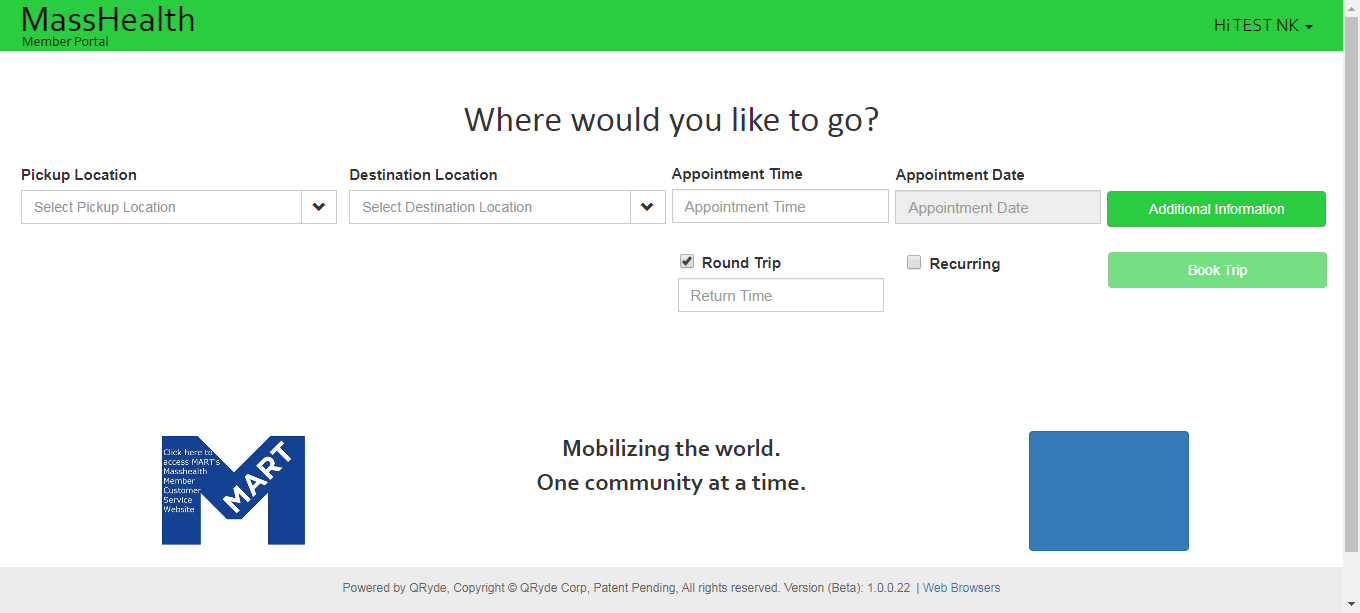 MassHealth
Member Portal
Hi TEST NK
Where would you like to go?
Pickup Location
Destination Location
Appointment Time
Appointment Date
Select Pickup Location
Select Destination Location
Appointment Time
Appointment Date
Additional Information
Round Trip
Recurring
Book Trip
Return Time
Click here to
access MART's
Masshealth
Member
Customer
Service
Website
MART
Mobilizing the world.
One community at a time.
Powered by QRyde, Copyright © QRyde Corp, Patent Pending, All rights reserved. Version (Beta): 1.0.0.22 | Web Browsers